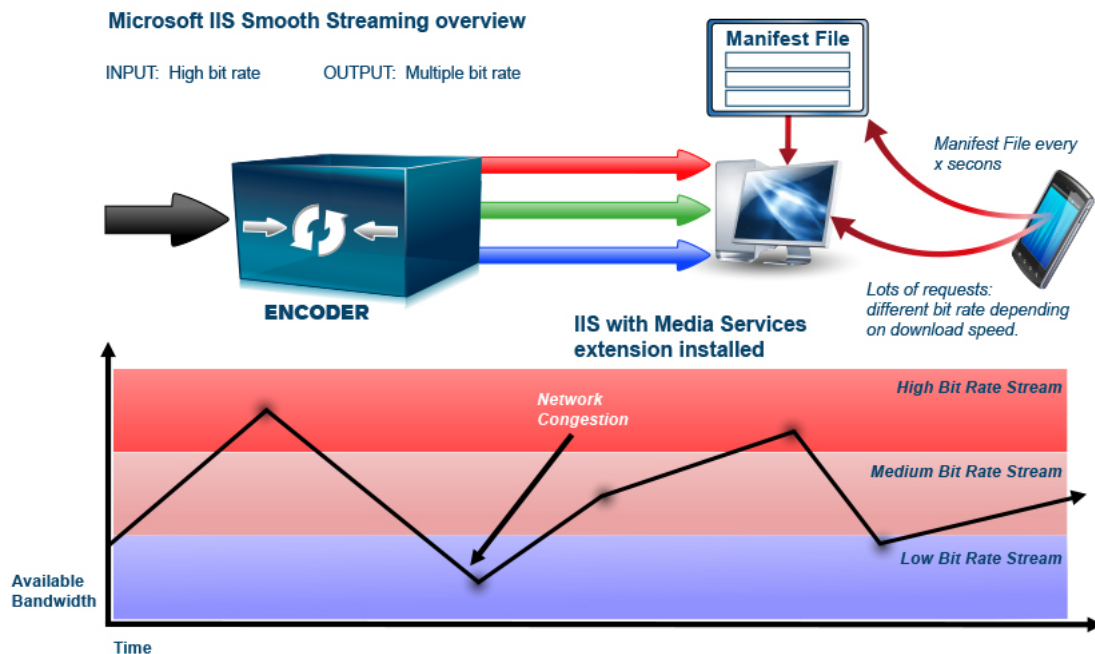 Microsoft IIS Smooth Streaming overview
INPUT: High bit rate
OUTPUT: Multiple bit rate
Manifest File
Manifest File every
x secons
ENCODER
Lots of requests:
different bit rate depending
on download speed.
IIS with Media Services
extension installed
High Bit Rate Stream
Network
Congestion
Medium Bit Rate Stream
Low Bit Rate Stream
Available
Bandwidth
Time